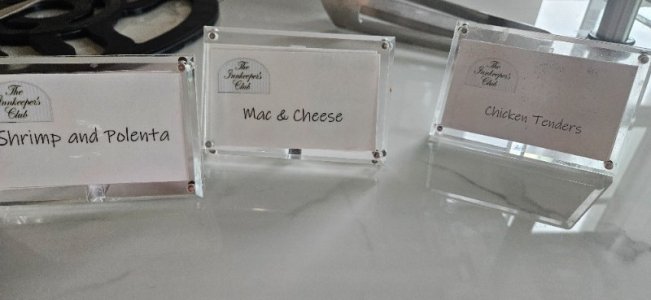 The
Innkeeper's
Club
Shrimp and Polenta
The
Innkeeper's
Club
Mac & Cheese
The
Innkeeper's
Club
Chicken Tenders